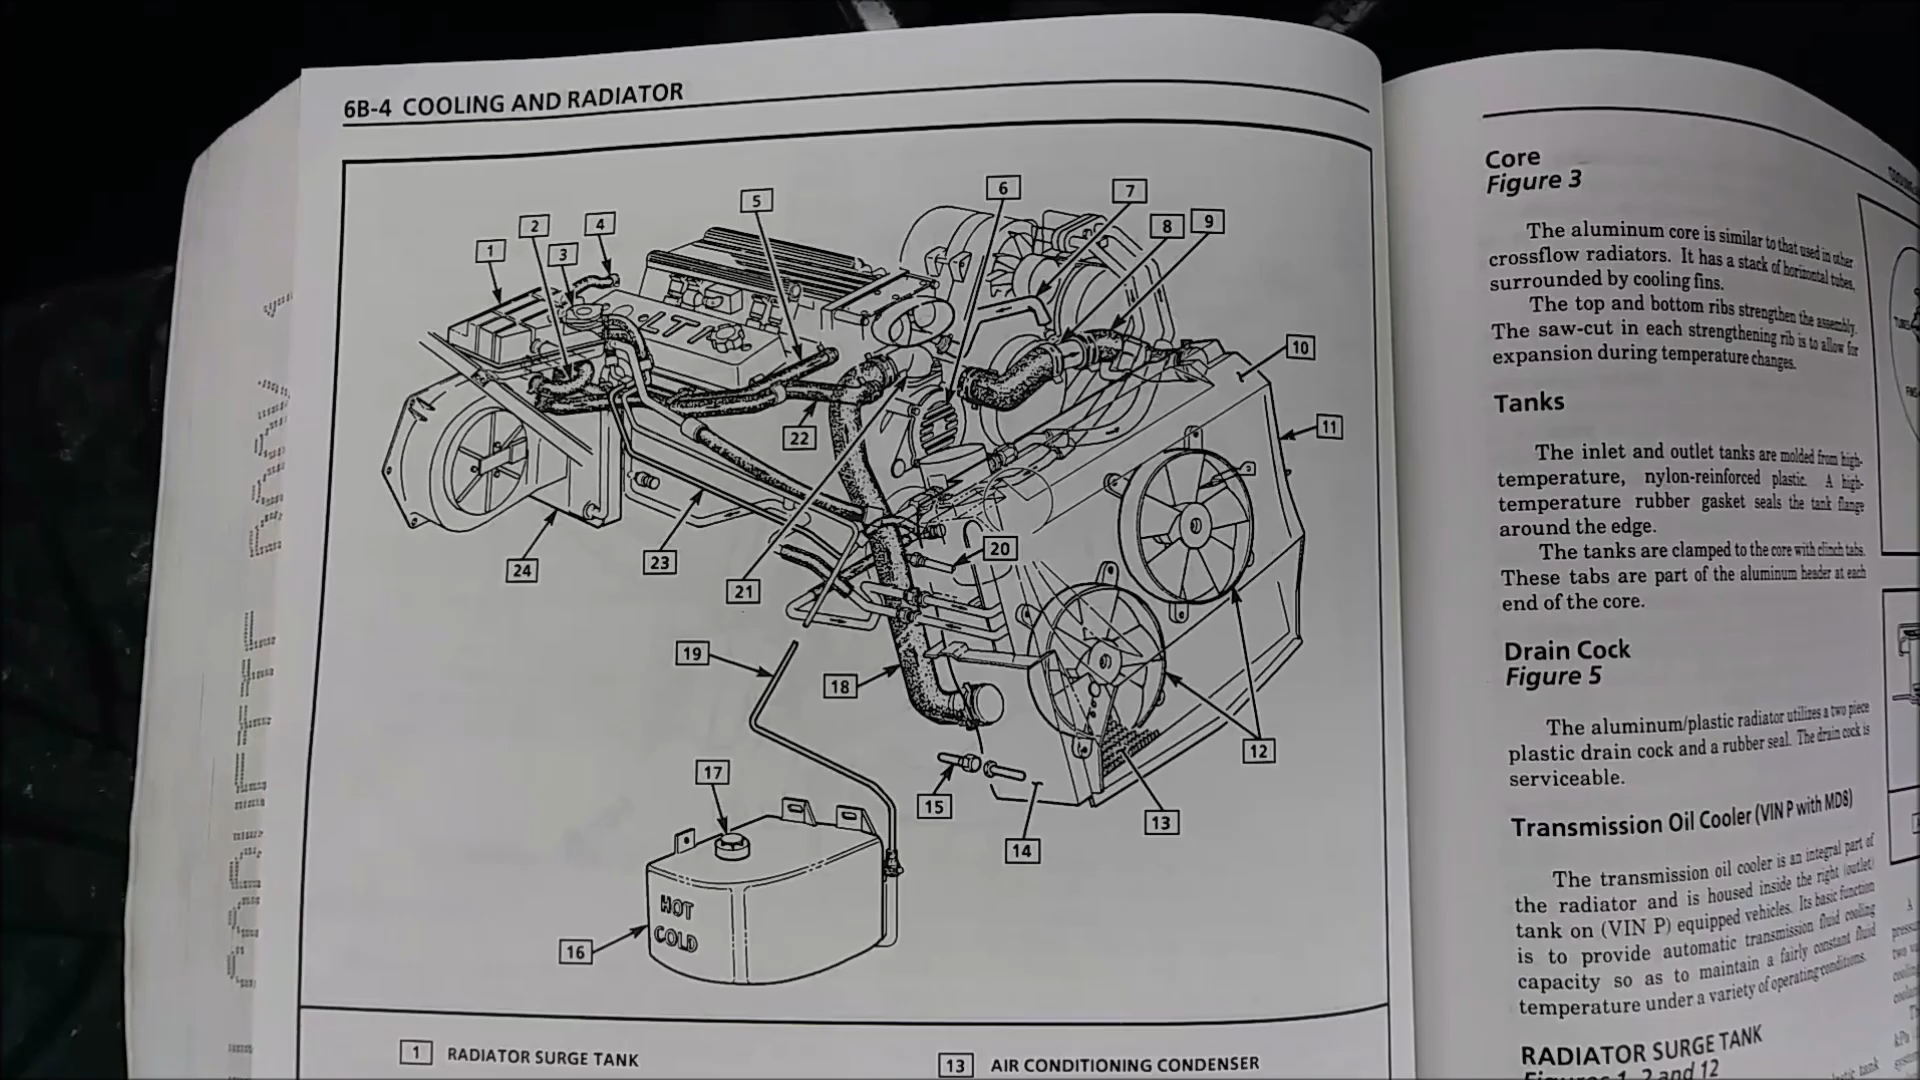 6B-4 COOLING AND RADIATOR
1
2
3
4
5
6
7
8
9
10
11
12
13
14
15
16
17
18
19
20
21
22
23
24
LT1
HOT
COLD
1 RADIATOR SURGE TANK
13 AIR CONDITIONING CONDENSER
Core
Figure 3
The aluminum core is similar to that used in other
crossflow radiators. It has a stack of horizontal tubes,
surrounded by cooling fins.
The top and bottom ribs strengthen the assembly.
The saw-cut in each strengthening rib is to allow for
expansion during temperature changes.
Tanks
The inlet and outlet tanks are molded from high-
temperature, nylon-reinforced plastic. A high-
temperature rubber gasket seals the tank flange
around the edge.
The tanks are clamped to the core with clinch tabs.
These tabs are part of the aluminum header at each
end of the core.
Drain Cock
Figure 5
The aluminum/plastic radiator utilizes a two piece
plastic drain cock and a rubber seal. The drain cock is
serviceable.
Transmission Oil Cooler (VIN P with MD8)
The transmission oil cooler is an integral part of
the radiator and is housed inside the right (outlet)
tank on (VIN P) equipped vehicles. Its basic function
is to provide automatic transmission fluid cooling
capacity so as to maintain a fairly constant fluid
temperature under a variety of operating conditions.
RADIATOR SURGE TANK
Figures 1, 2 and 12